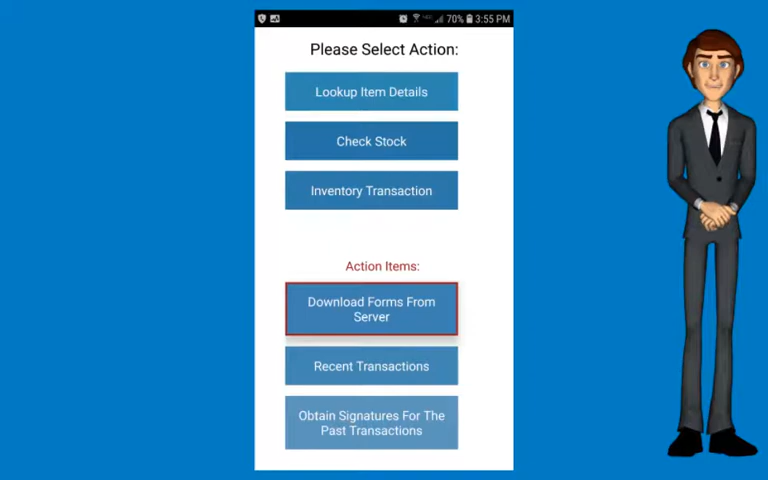 70% 3:55 PM
Please Select Action:
Lookup Item Details
Check Stock
Inventory Transaction
Action Items:
Download Forms From
Server
Recent Transactions
Obtain Signatures For The
Past Transactions